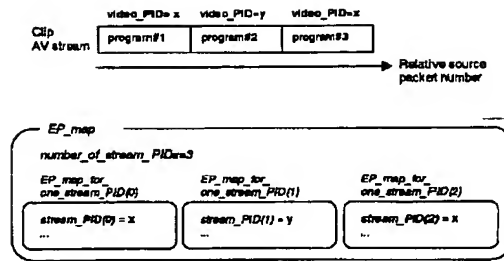 video_PID= x video_PID=y video_PID=x
Clip
AV stream
program#1 program#2 program#3
Relative source
packet number
EP_map
number_of_stream_PID==3
EP_map_for_
one_stream_PID(0)
EP_map_for_
one_stream_PID(1)
EP_map_for_
one_stream_PID(2)
stream_PID(0) = x
...
stream_PID(1) = y
...
stream_PID(2) = x
...